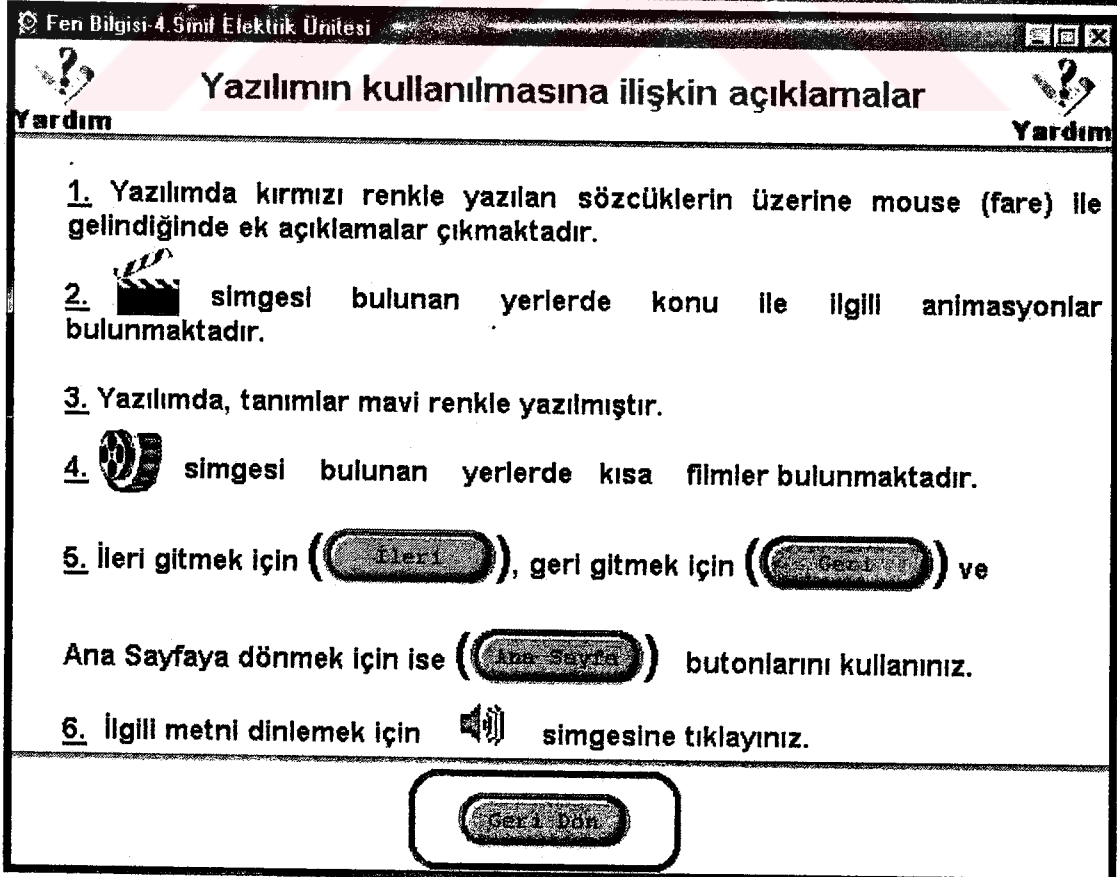 Fen Bilgisi-4.Sınıf Elektrik Ünitesi
Yardım
Yazılımın kullanılmasına ilişkin açıklamalar
Yardım
1. Yazılımda kırmızı renkle yazılan sözcüklerin üzerine mouse (fare) ile
gelindiğinde ek açıklamalar çıkmaktadır.
2. simgesi bulunan yerlerde konu ile ilgili animasyonlar
bulunmaktadır.
3. Yazılımda, tanımlar mavi renkle yazılmıştır.
4. simgesi bulunan yerlerde kısa filmler bulunmaktadır.
5. İleri gitmek için ( İleri ), geri gitmek için ( Geri ) ve
Ana Sayfaya dönmek için ise ( Ana Sayfa ) butonlarını kullanınız.
6. İlgili metni dinlemek için simgesine tıklayınız.
Geri Dön